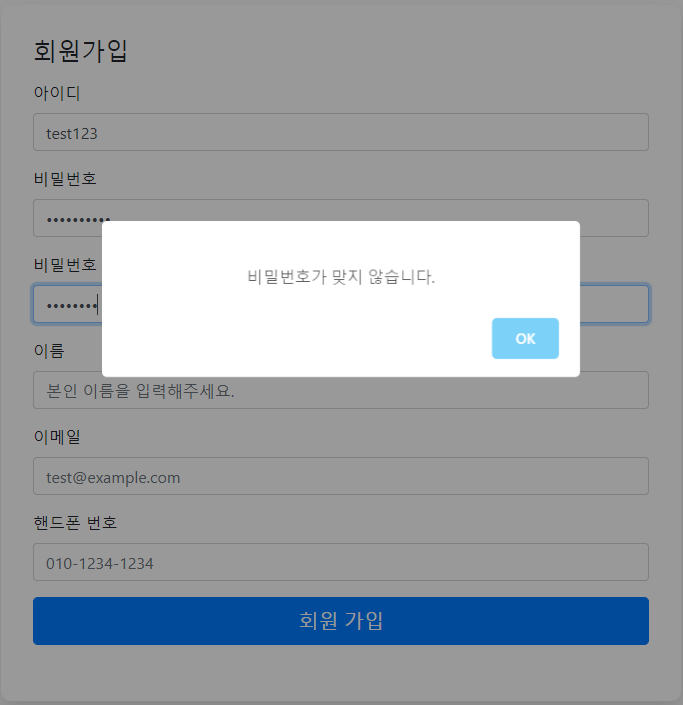 회원가입
아이디
test123
비밀번호
••••••••••
비밀번호
••••••••
비밀번호가 맞지 않습니다.
OK
이름
본인 이름을 입력해주세요.
이메일
test@example.com
핸드폰 번호
010-1234-1234
회원 가입